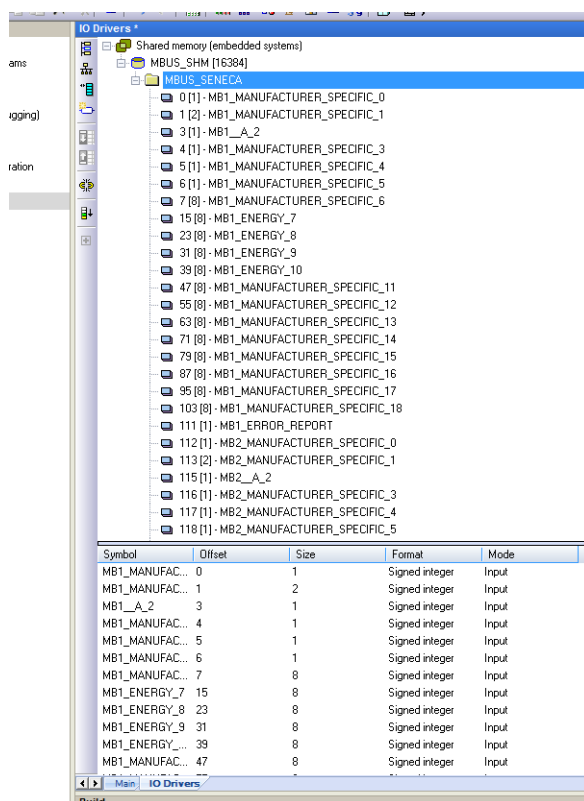 IO Drivers *
Shared memory (embedded systems)
MBUS_SHM [16384]
MBUS_SENECA
0 [1] - MB1_MANUFACTURER_SPECIFIC_0
1 [2] - MB1_MANUFACTURER_SPECIFIC_1
3 [1] - MB1__A_2
4 [1] - MB1_MANUFACTURER_SPECIFIC_3
5 [1] - MB1_MANUFACTURER_SPECIFIC_4
6 [1] - MB1_MANUFACTURER_SPECIFIC_5
7 [8] - MB1_MANUFACTURER_SPECIFIC_6
15 [8] - MB1_ENERGY_7
23 [8] - MB1_ENERGY_8
31 [8] - MB1_ENERGY_9
39 [8] - MB1_ENERGY_10
47 [8] - MB1_MANUFACTURER_SPECIFIC_11
55 [8] - MB1_MANUFACTURER_SPECIFIC_12
63 [8] - MB1_MANUFACTURER_SPECIFIC_13
71 [8] - MB1_MANUFACTURER_SPECIFIC_14
79 [8] - MB1_MANUFACTURER_SPECIFIC_15
87 [8] - MB1_MANUFACTURER_SPECIFIC_16
95 [8] - MB1_MANUFACTURER_SPECIFIC_17
103 [8] - MB1_MANUFACTURER_SPECIFIC_18
111 [1] - MB1_ERROR_REPORT
112 [1] - MB2_MANUFACTURER_SPECIFIC_0
113 [2] - MB2_MANUFACTURER_SPECIFIC_1
115 [1] - MB2__A_2
116 [1] - MB2_MANUFACTURER_SPECIFIC_3
117 [1] - MB2_MANUFACTURER_SPECIFIC_4
118 [1] - MB2_MANUFACTURER_SPECIFIC_5
ams
ugging)
ration
Symbol Offset Size Format Mode
MB1_MANUFAC... 0 1 Signed integer Input
MB1_MANUFAC... 1 2 Signed integer Input
MB1__A_2 3 1 Signed integer Input
MB1_MANUFAC... 4 1 Signed integer Input
MB1_MANUFAC... 5 1 Signed integer Input
MB1_MANUFAC... 6 1 Signed integer Input
MB1_MANUFAC... 7 8 Signed integer Input
MB1_ENERGY_7 15 8 Signed integer Input
MB1_ENERGY_8 23 8 Signed integer Input
MB1_ENERGY_9 31 8 Signed integer Input
MB1_ENERGY_... 39 8 Signed integer Input
MB1_MANUFAC... 47 8 Signed integer Input
Main IO Drivers